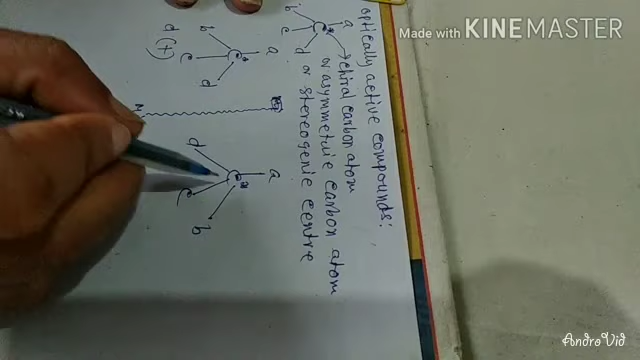 optically active compounds:
a
b
C*
c
d
chiral carbon atom
or asymmetric carbon atom
or stereogenic centre
a
b
C*
c
d
d (+)
M
a
d
C*
c
b
Made with KINEMASTER
AndroVid